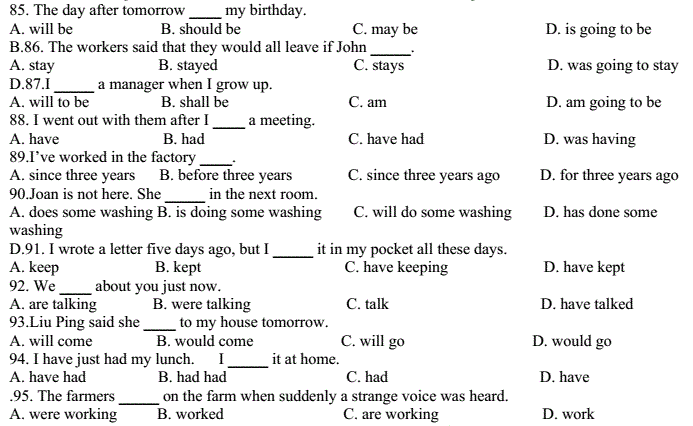 85. The day after tomorrow ____ my birthday.
A. will be B. should be C. may be D. is going to be
B.86. The workers said that they would all leave if John _____.
A. stay B. stayed C. stays D. was going to stay
D.87.I _____ a manager when I grow up.
A. will to be B. shall be C. am D. am going to be
88. I went out with them after I ____ a meeting.
A. have B. had C. have had D. was having
89.I've worked in the factory ____.
A. since three years B. before three years C. since three years ago D. for three years ago
90.Joan is not here. She _____ in the next room.
A. does some washing B. is doing some washing C. will do some washing D. has done some
washing
D.91. I wrote a letter five days ago, but I _____ it in my pocket all these days.
A. keep B. kept C. have keeping D. have kept
92. We ____ about you just now.
A. are talking B. were talking C. talk D. have talked
93.Liu Ping said she ____ to my house tomorrow.
A. will come B. would come C. will go D. would go
94. I have just had my lunch. I _____ it at home.
A. have had B. had had C. had D. have
.95. The farmers _____ on the farm when suddenly a strange voice was heard.
A. were working B. worked C. are working D. work